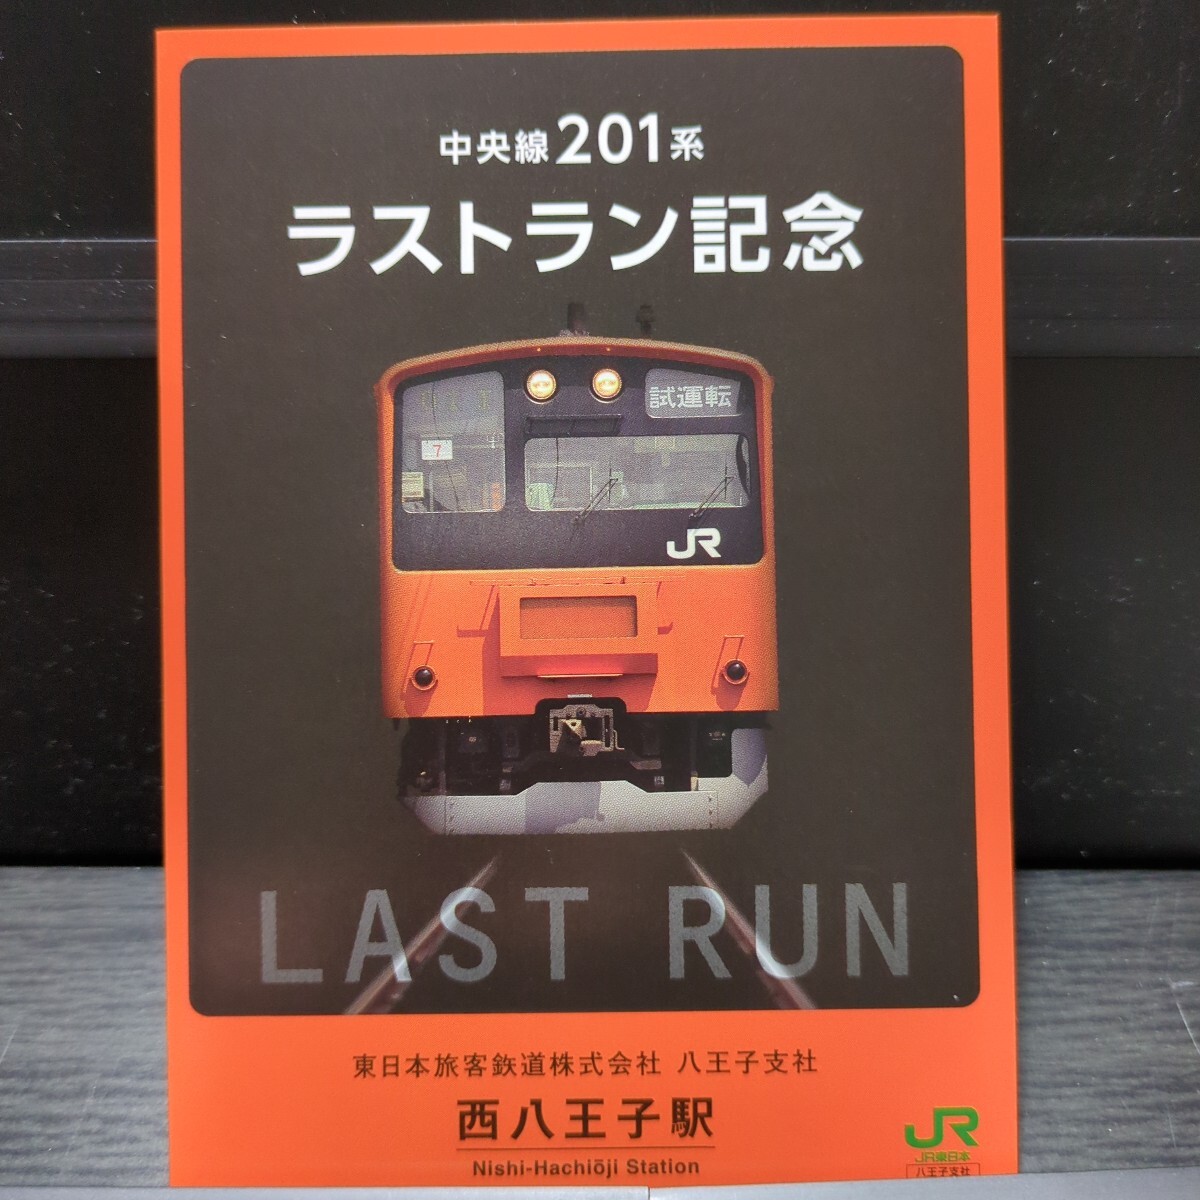 中央線201系
ラストラン記念
試運転
7
JR
LAST RUN
東日本旅客鉄道株式会社 八王子支社
西八王子駅
Nishi-Hachiōji Station
JR
JR東日本
八王子支社